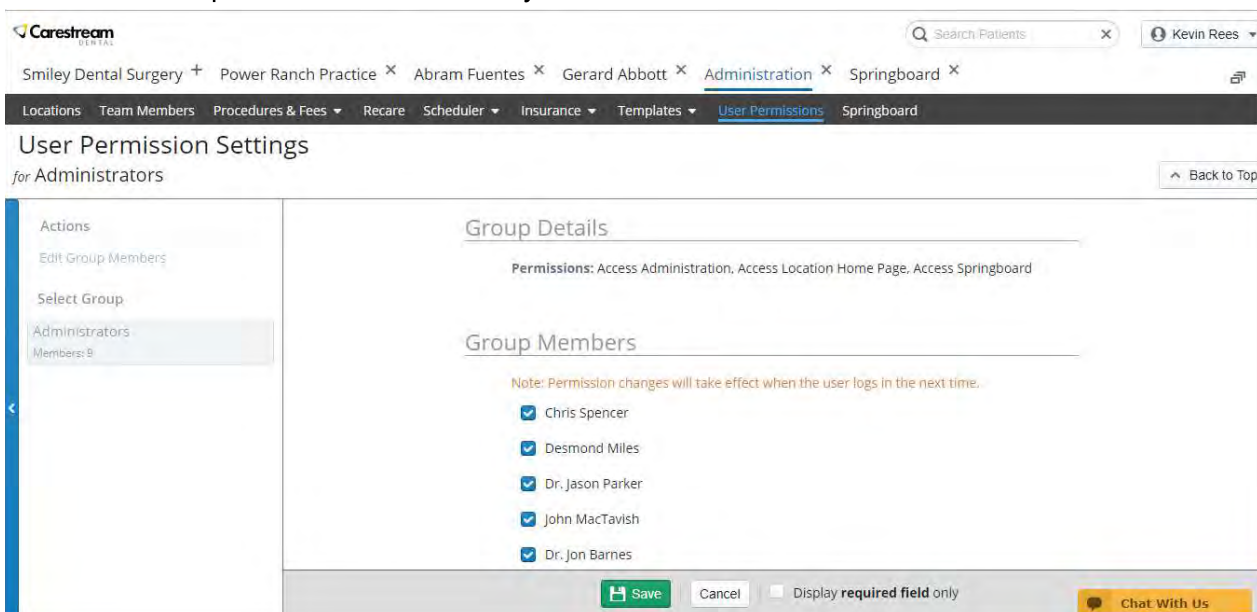 Carestream
DENTAL
Search Patients
Kevin Rees
Smiley Dental Surgery + Power Ranch Practice × Abram Fuentes × Gerard Abbott × Administration × Springboard ×
Locations Team Members Procedures & Fees Recare Scheduler Insurance Templates User Permissions Springboard
User Permission Settings
for Administrators
Back to Top
Actions
Edit Group Members
Select Group
Administrators
Members: 9
Group Details
Permissions: Access Administration, Access Location Home Page, Access Springboard
Group Members
Note: Permission changes will take effect when the user logs in the next time.
Chris Spencer
Desmond Miles
Dr. Jason Parker
John MacTavish
Dr. Jon Barnes
Save Cancel Display required field only
Chat With Us